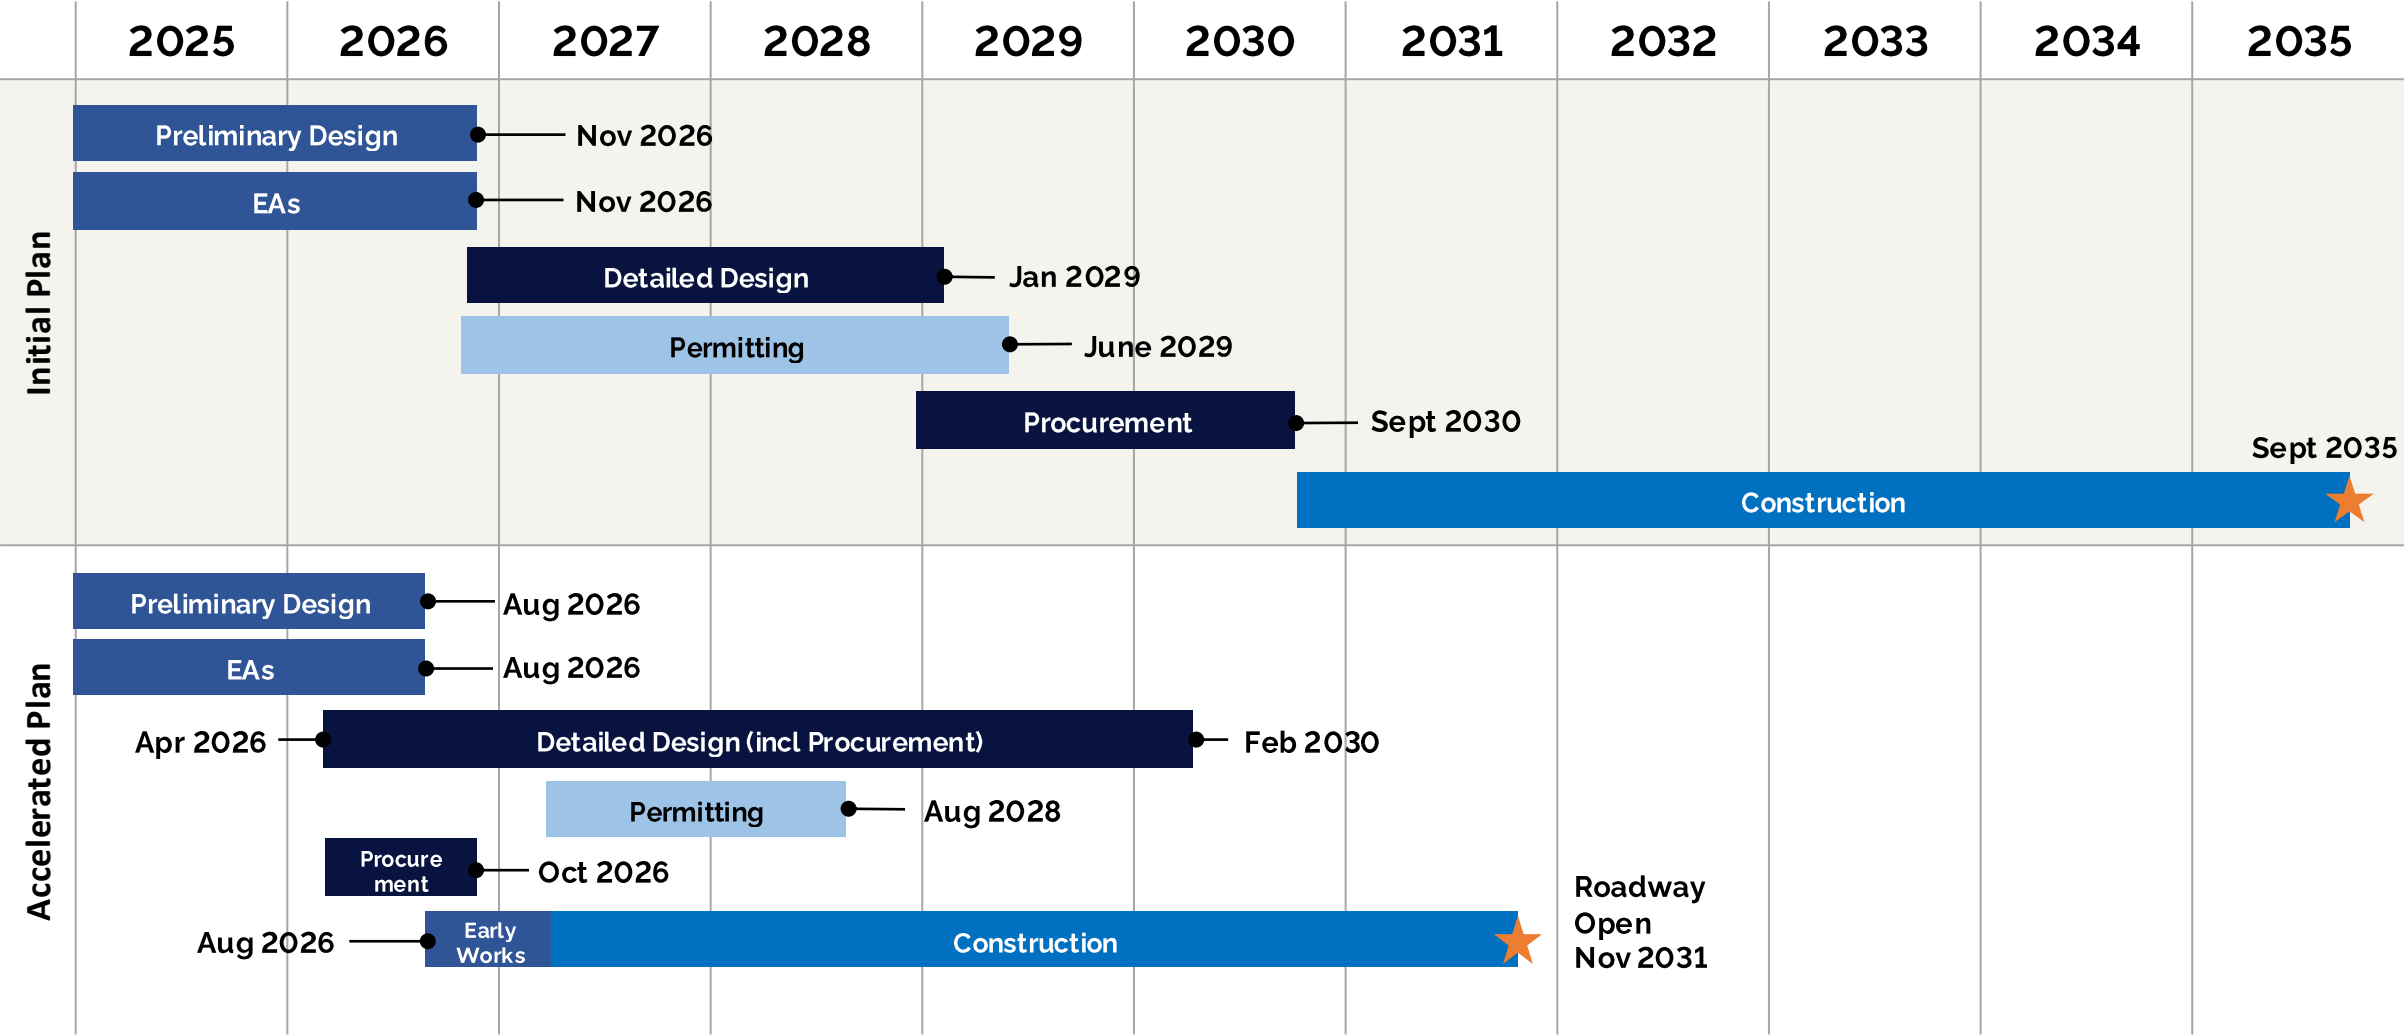 2025 2026 2027 2028 2029 2030 2031 2032 2033 2034 2035
Initial Plan
Preliminary Design Nov 2026
EAs Nov 2026
Detailed Design Jan 2029
Permitting June 2029
Procurement Sept 2030
Sept 2035
Construction
Accelerated Plan
Preliminary Design Aug 2026
EAs Aug 2026
Apr 2026 Detailed Design (incl Procurement) Feb 2030
Permitting Aug 2028
Procure
ment
Oct 2026
Aug 2026
Early
Works
Construction
Roadway
Open
Nov 2031